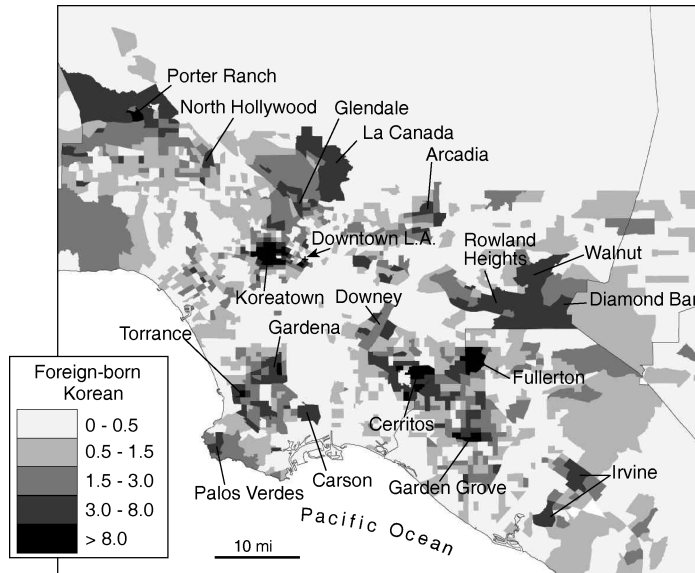 Porter Ranch
North Hollywood
Glendale
La Canada
Arcadia
Downtown L.A.
Rowland
Heights
Walnut
Koreatown
Downey
Diamond Bar
Torrance
Gardena
Foreign-born
Korean
0 - 0.5
0.5 - 1.5
1.5 - 3.0
3.0 - 8.0
> 8.0
Fullerton
Cerritos
Palos Verdes
Carson
Garden Grove
Irvine
Pacific Ocean
10 mi